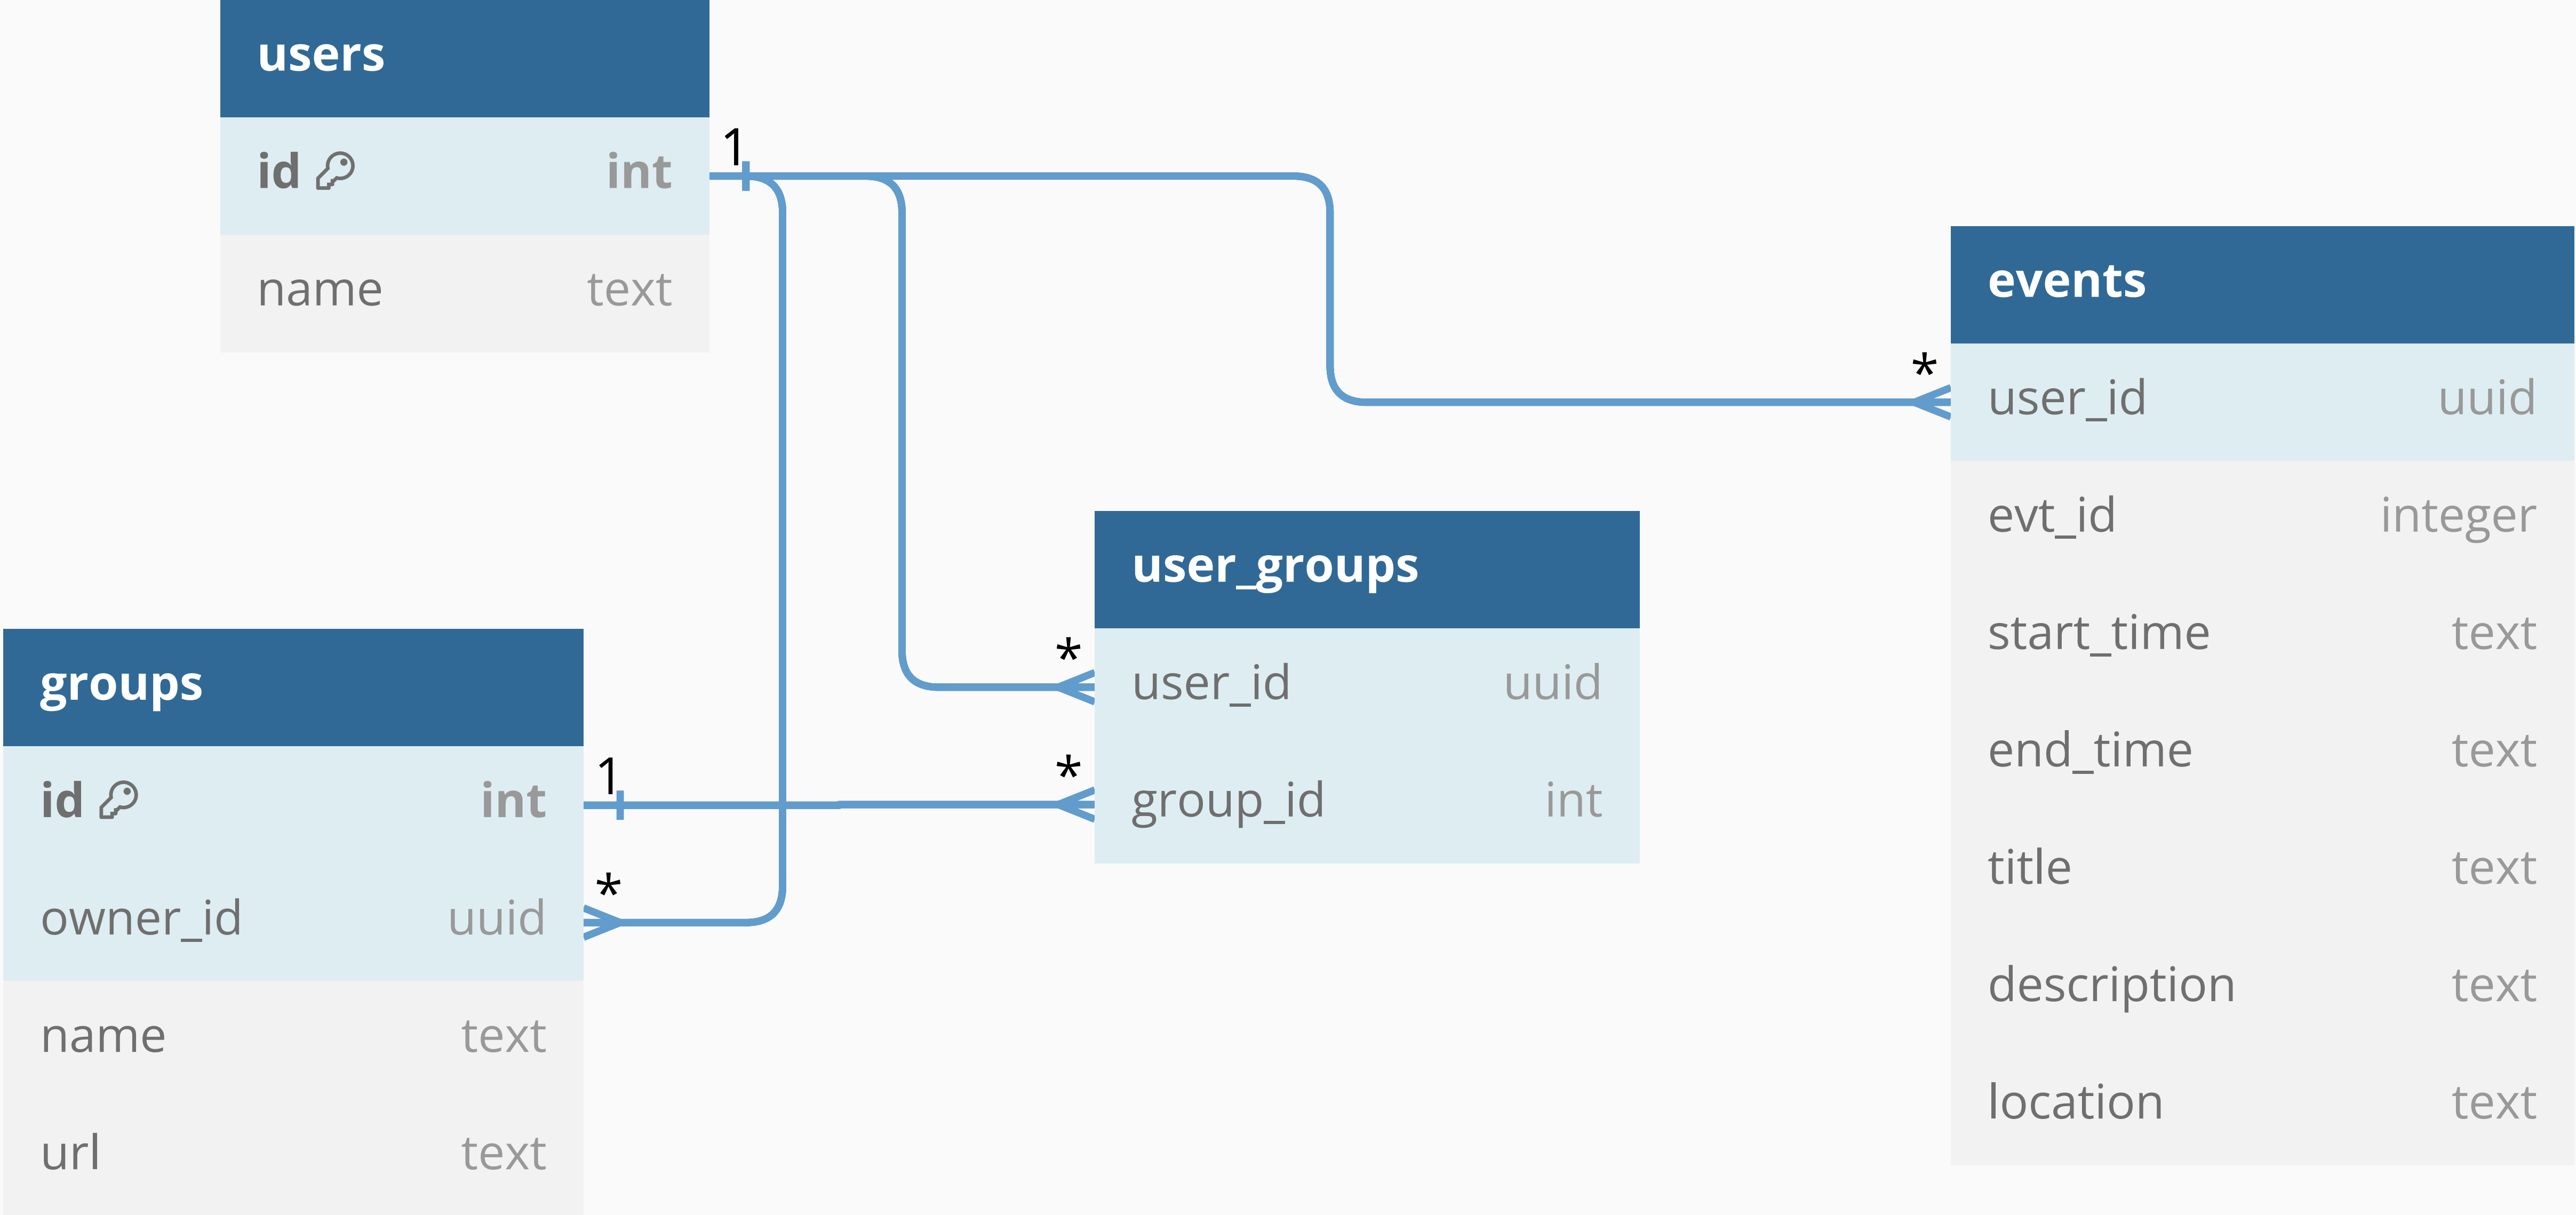 users
id int
name text
1
*
events
user_id uuid
evt_id integer
start_time text
end_time text
title text
description text
location text
user_groups
*
user_id uuid
*
group_id int
groups
1
id int
*
owner_id uuid
name text
url text